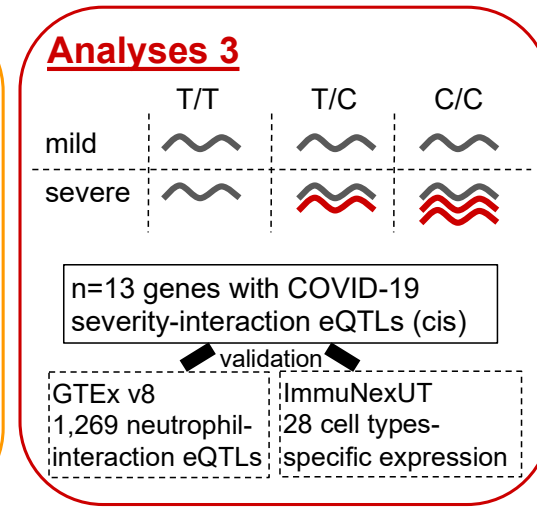 Analyses 3
T/T T/C C/C
mild
severe
n=13 genes with COVID-19
severity-interaction eQTLs (cis)
validation
GTEx v8
1,269 neutrophil-
interaction eQTLs
ImmuNexUT
28 cell types-
specific expression